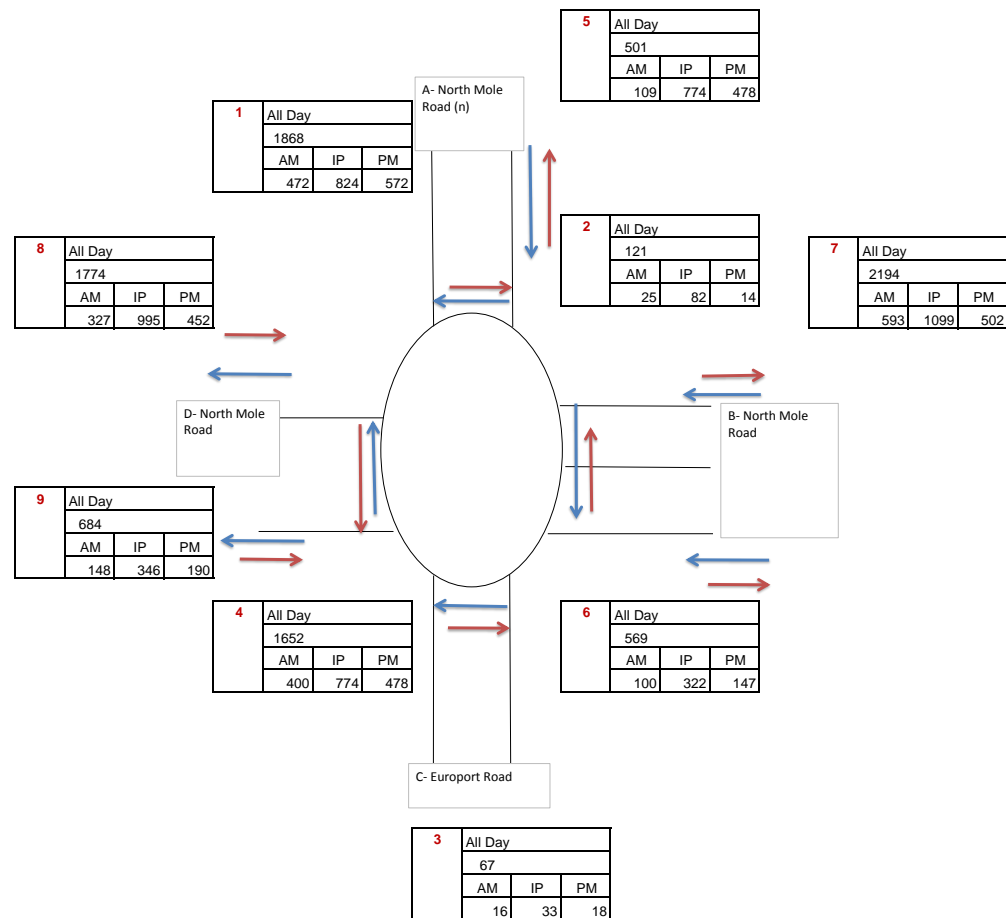 5 All Day
501
AM IP PM
109 774 478
A- North Mole
Road (n)
1 All Day
1868
AM IP PM
472 824 572
2 All Day
121
AM IP PM
25 82 14
8 All Day
1774
AM IP PM
327 995 452
7 All Day
2194
AM IP PM
593 1099 502
D- North Mole
Road
B- North Mole
Road
9 All Day
684
AM IP PM
148 346 190
4 All Day
1652
AM IP PM
400 774 478
6 All Day
569
AM IP PM
100 322 147
C- Europort Road
3 All Day
67
AM IP PM
16 33 18